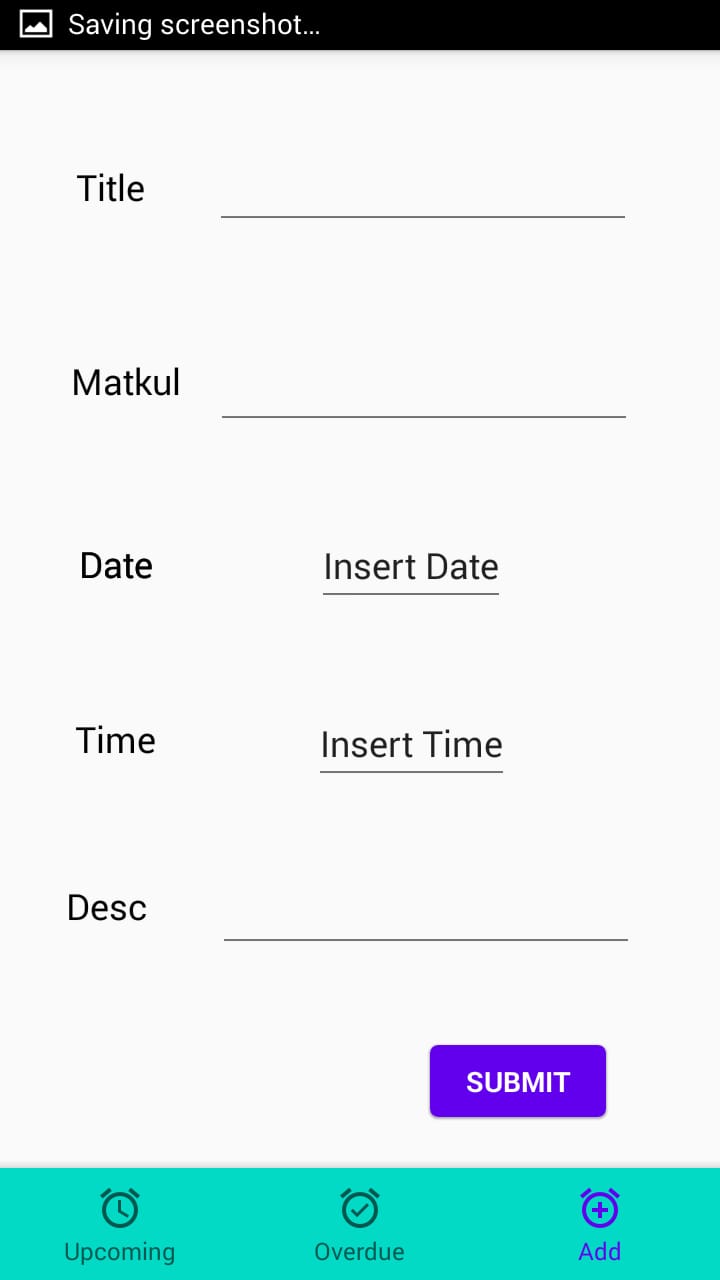 Saving screenshot...
Title
Matkul
Date Insert Date
Time Insert Time
Desc
SUBMIT
Upcoming Overdue Add